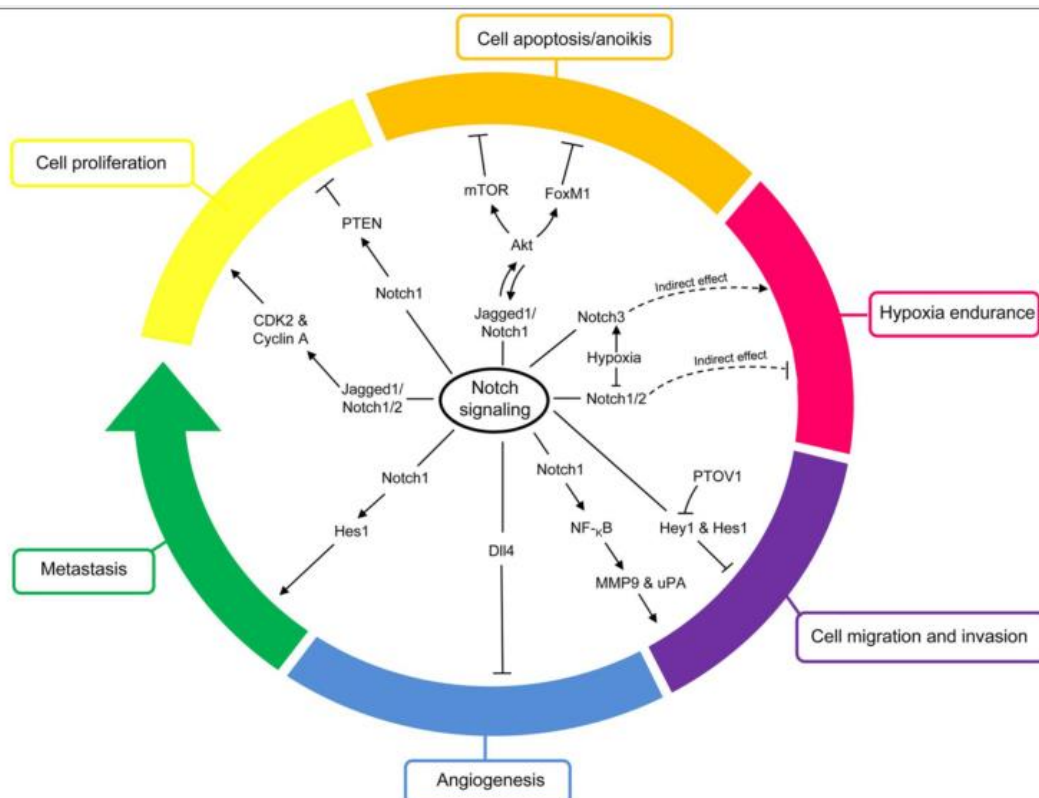 Cell apoptosis/anoikis
Cell proliferation
mTOR
FoxM1
PTEN
Akt
Notch1
Jagged1/
Notch1
Notch3
Indirect effect
Hypoxia endurance
CDK2 &
Cyclin A
Hypoxia
Indirect effect
Jagged1/
Notch1/2
Notch
signaling
Notch1/2
Notch1
Notch1
PTOV1
Hes1
NF-κB
Hey1 & Hes1
Dll4
Metastasis
MMP9 & uPA
Cell migration and invasion
Angiogenesis